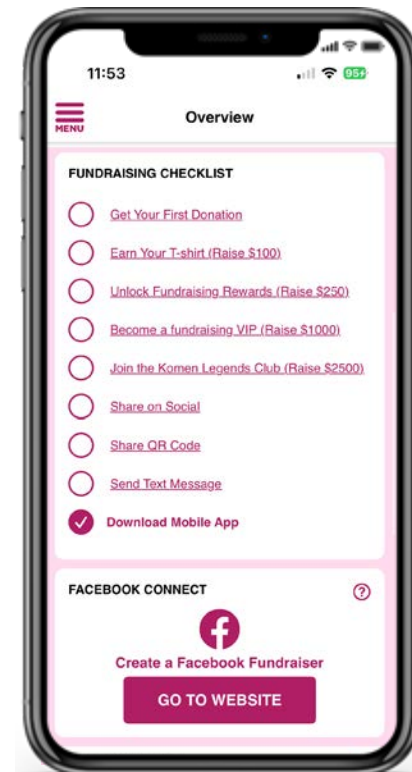 11:53
95
MENU
Overview
FUNDRAISING CHECKLIST
Get Your First Donation
Earn Your T-shirt (Raise $100)
Unlock Fundraising Rewards (Raise $250)
Become a fundraising VIP (Raise $1000)
Join the Komen Legends Club (Raise $2500)
Share on Social
Share QR Code
Send Text Message
Download Mobile App
FACEBOOK CONNECT
?
Create a Facebook Fundraiser
GO TO WEBSITE